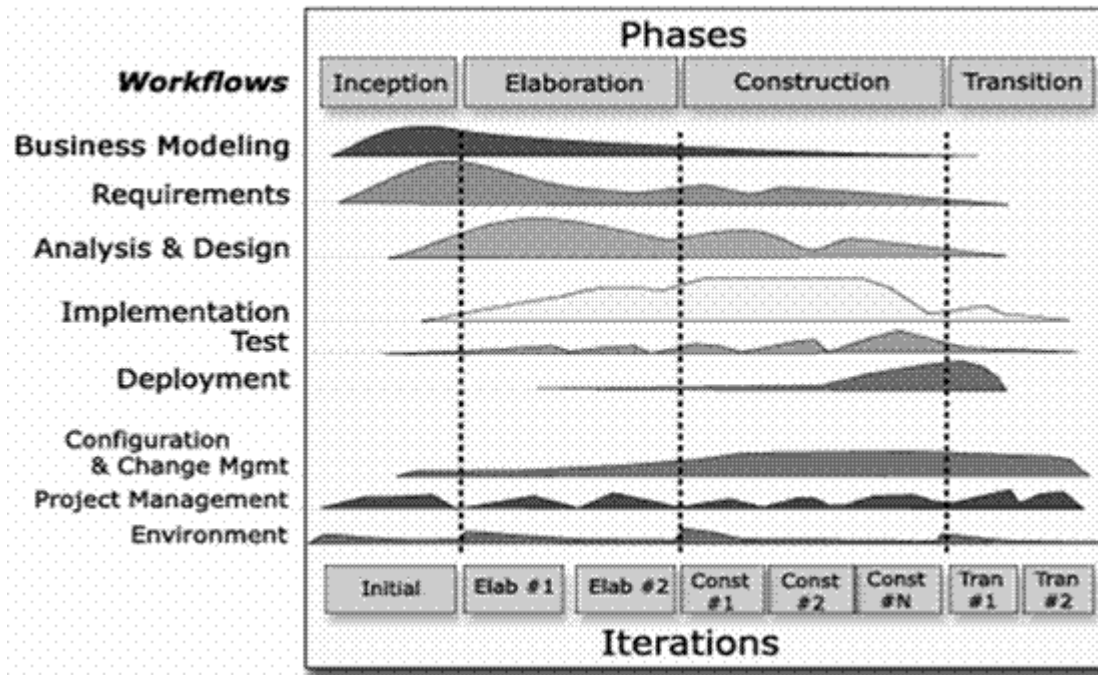 Phases
Workflows
Inception
Elaboration
Construction
Transition
Business Modeling
Requirements
Analysis & Design
Implementation
Test
Deployment
Configuration
& Change Mgmt
Project Management
Environment
Initial
Elab #1
Elab #2
Const
#1
Const
#2
Const
#N
Tran
#1
Tran
#2
Iterations